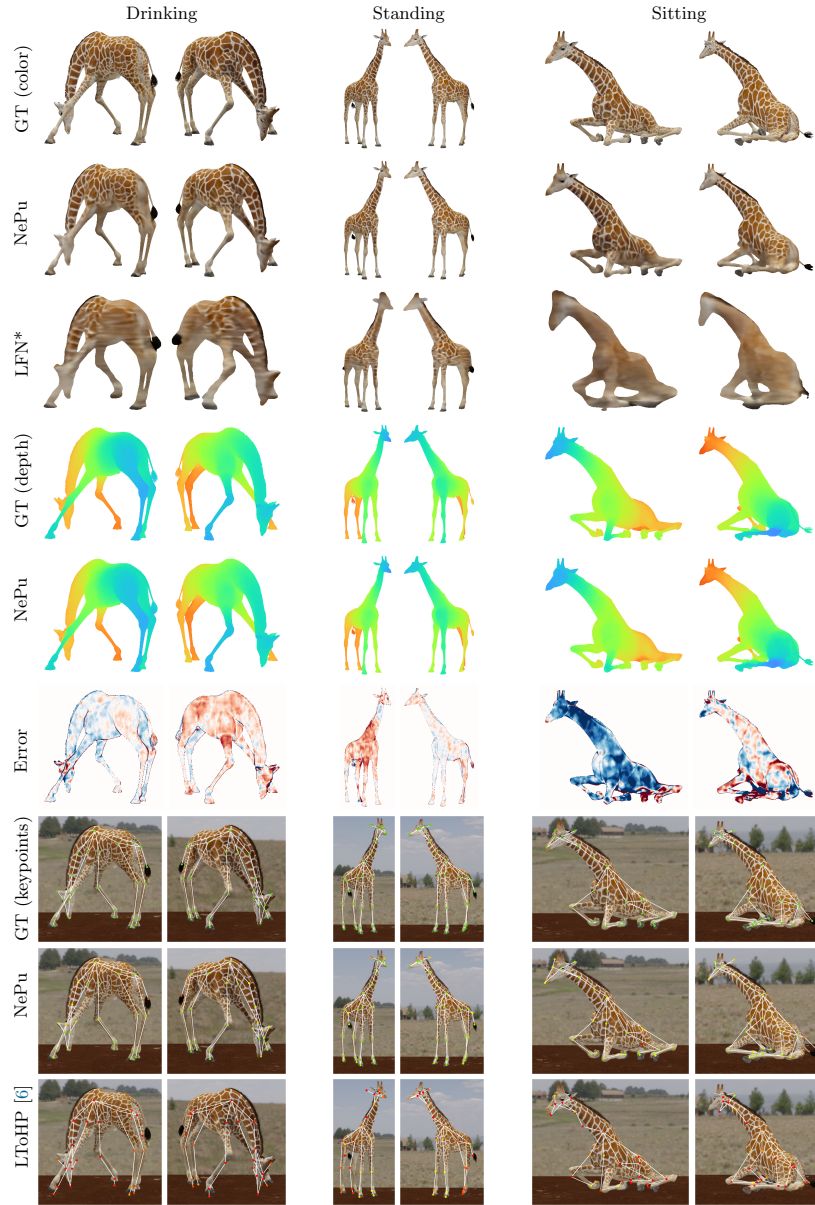 Drinking
Standing
Sitting
GT (color)
NePu
LFN*
GT (depth)
NePu
Error
GT (keypoints)
NePu
LToHP [6]